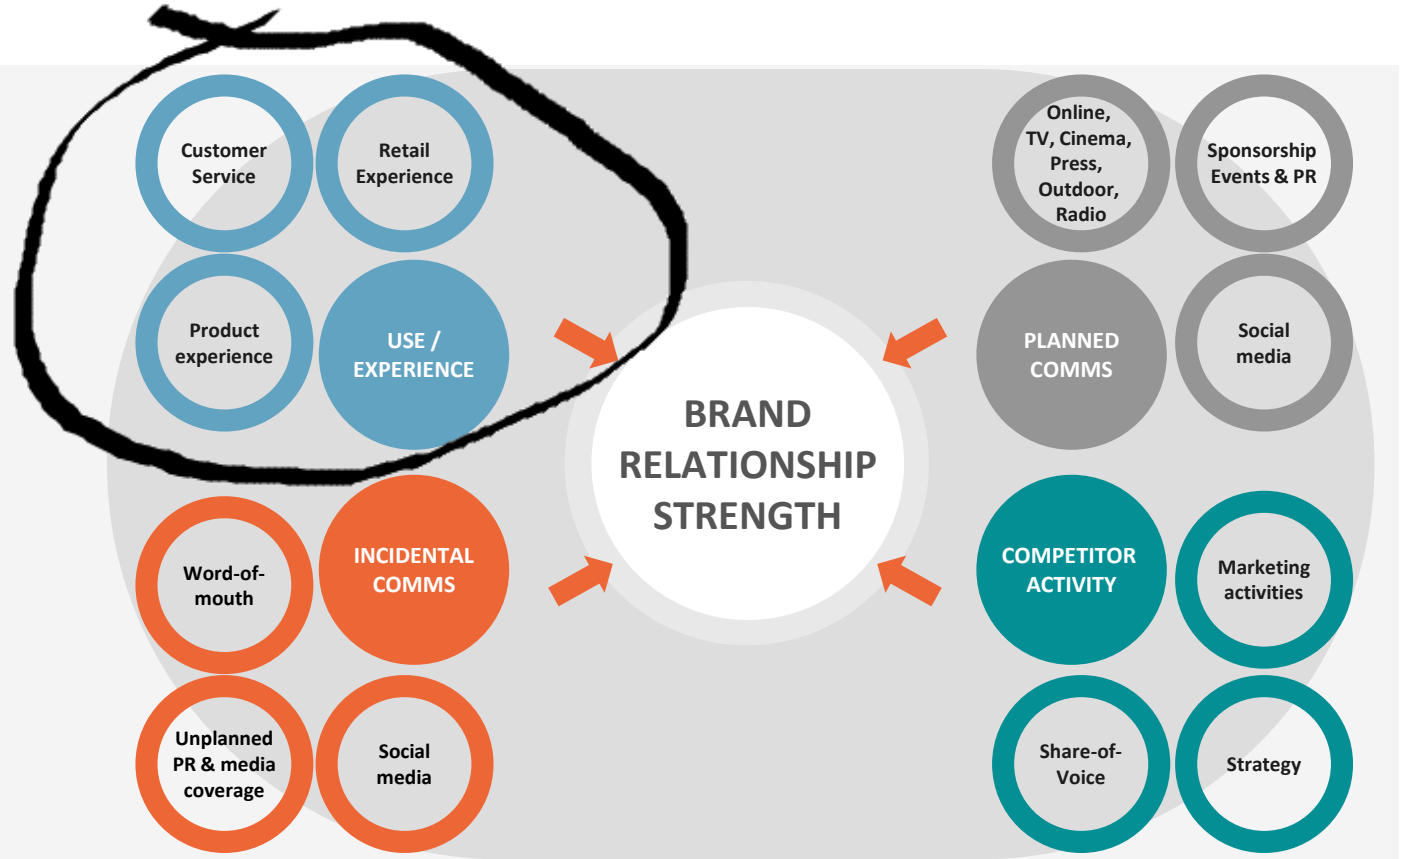 Customer
Service
Retail
Experience
Product
experience
USE /
EXPERIENCE
Online,
TV, Cinema,
Press,
Outdoor,
Radio
Sponsorship
Events & PR
PLANNED
COMMS
Social
media
BRAND
RELATIONSHIP
STRENGTH
INCIDENTAL
COMMS
Word-of-
mouth
Unplanned
PR & media
coverage
Social
media
COMPETITOR
ACTIVITY
Marketing
activities
Share-of-
Voice
Strategy